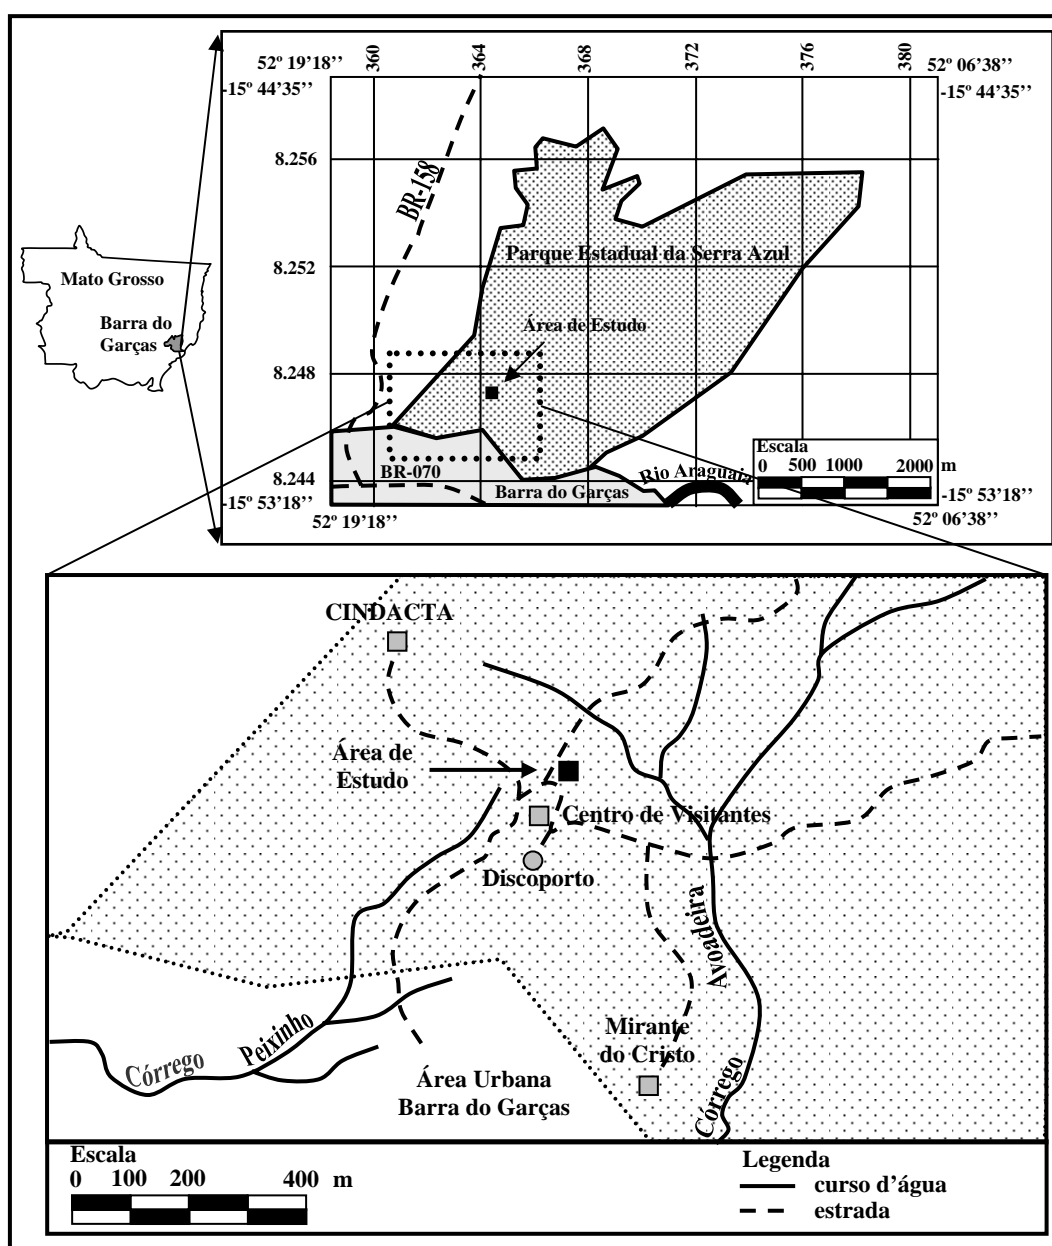 52º 19'18''
360
364
368
372
376
380
52º 06'38''
-15º 44'35''
-15º 44'35''
8.256
BR-158
Parque Estadual da Serra Azul
8.252
Mato Grosso
Barra do
Garças
Área de Estudo
8.248
BR-070
8.244
Barra do Garças
Rio Araguaia
Escala
0 500 1000 2000 m
-15º 53'18''
-15º 53'18''
52º 19'18''
52º 06'38''
CINDACTA
Área de
Estudo
Centro de Visitantes
Discoporto
Avoadeira
Córrego
Mirante
do Cristo
Córrego
Peixinho
Área Urbana
Barra do Garças
Escala
0 100 200 400 m
Legenda
curso d'água
estrada